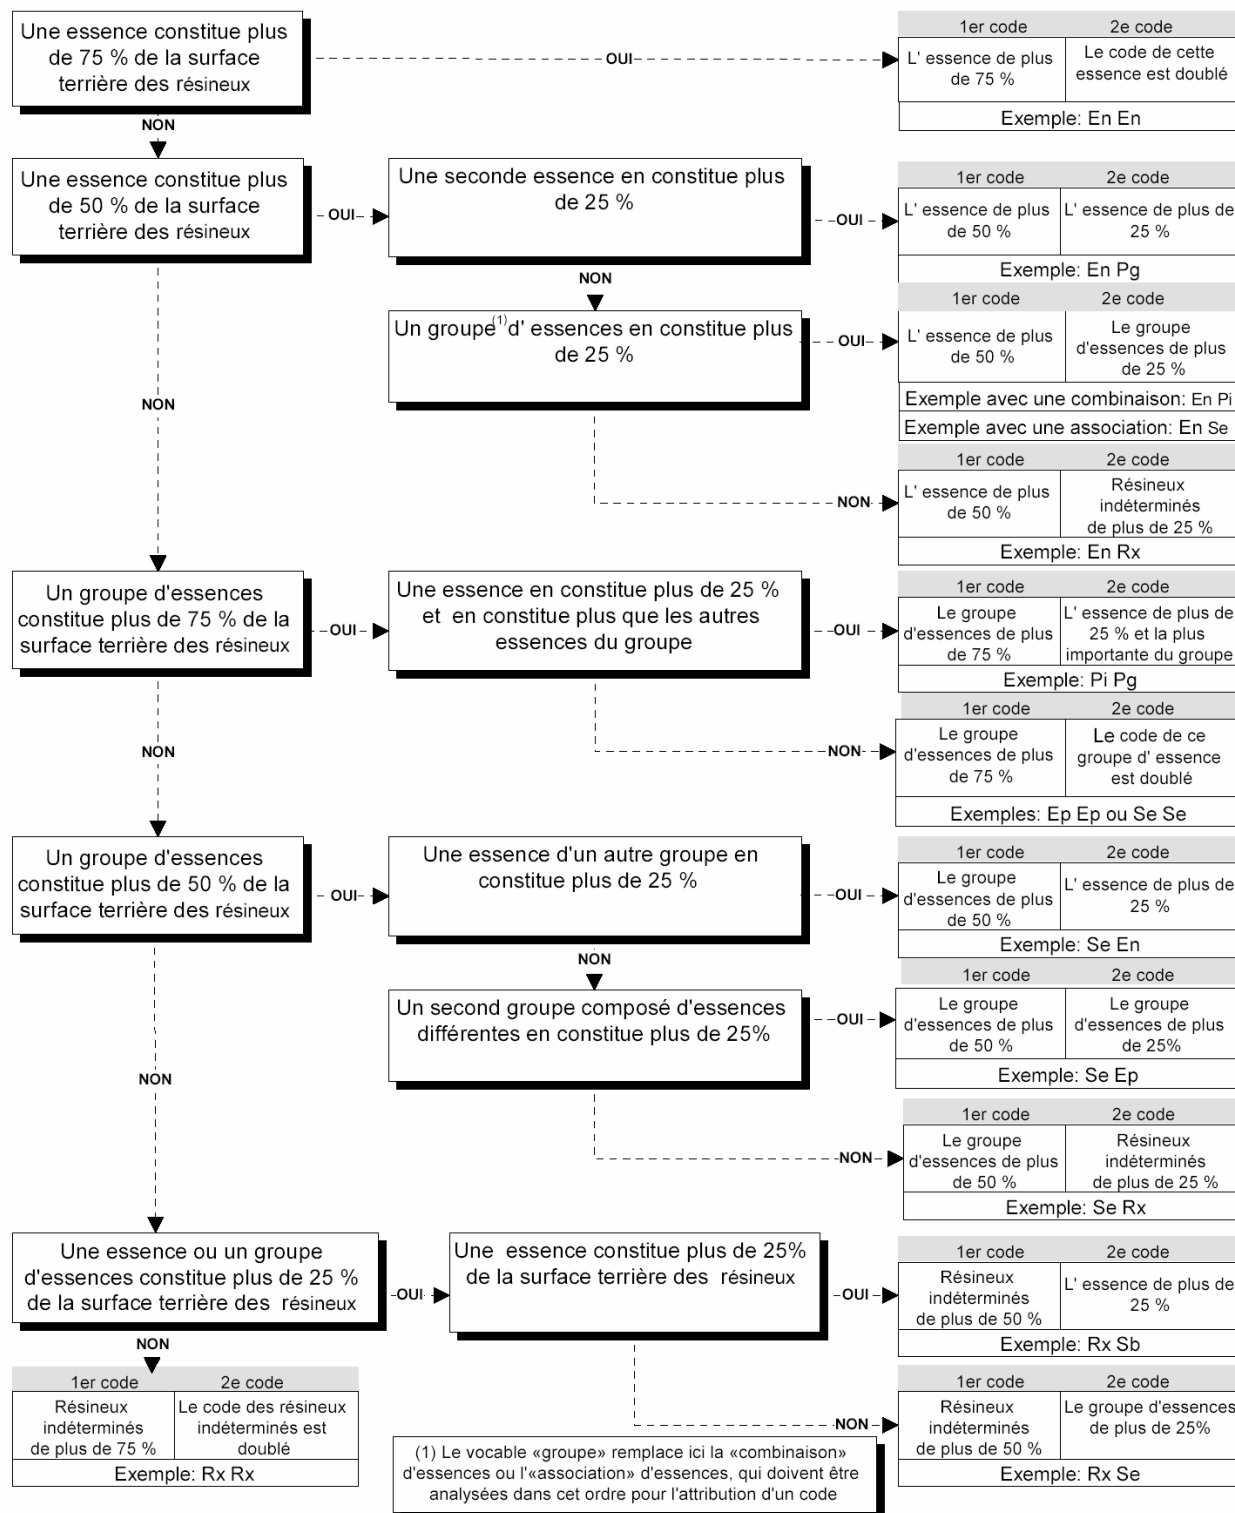 Une essence constitue plus
de 75 % de la surface
terrière des résineux
OUI
1er code 2e code
L' essence de plus
de 75 %
Le code de cette
essence est doublé
Exemple: En En
NON
Une essence constitue plus
de 50 % de la surface
terrière des résineux
OUI
Une seconde essence en constitue plus
de 25 %
OUI
1er code 2e code
L' essence de plus
de 50 %
L' essence de plus de
25 %
Exemple: En Pg
NON
Un groupe(1) d' essences en constitue plus
de 25 %
OUI
1er code 2e code
L' essence de plus
de 50 %
Le groupe
d'essences de plus
de 25 %
Exemple avec une combinaison: En Pi
Exemple avec une association: En Se
NON
1er code 2e code
L' essence de plus
de 50 %
Résineux
indéterminés
de plus de 25 %
Exemple: En Rx
NON
Un groupe d'essences
constitue plus de 75 % de la
surface terrière des résineux
OUI
Une essence en constitue plus de 25 %
et en constitue plus que les autres
essences du groupe
OUI
1er code 2e code
Le groupe
d'essences de plus
de 75 %
L' essence de plus de
25 % et la plus
importante du groupe
Exemple: Pi Pg
NON
1er code 2e code
Le groupe
d'essences de plus
de 75 %
Le code de ce
groupe d' essence
est doublé
Exemples: Ep Ep ou Se Se
NON
Un groupe d'essences
constitue plus de 50 % de la
surface terrière des résineux
OUI
Une essence d'un autre groupe en
constitue plus de 25 %
OUI
1er code 2e code
Le groupe
d'essences de plus
de 50 %
L' essence de plus de
25 %
Exemple: Se En
NON
Un second groupe composé d'essences
différentes en constitue plus de 25%
OUI
1er code 2e code
Le groupe
d'essences de plus
de 50 %
Le groupe
d'essences de plus
de 25%
Exemple: Se Ep
NON
1er code 2e code
Le groupe
d'essences de plus
de 50 %
Résineux
indéterminés
de plus de 25 %
Exemple: Se Rx
NON
Une essence ou un groupe
d'essences constitue plus de 25 %
de la surface terrière des résineux
OUI
Une essence constitue plus de 25%
de la surface terrière des résineux
OUI
1er code 2e code
Résineux
indéterminés
de plus de 50 %
L' essence de plus de
25 %
Exemple: Rx Sb
NON
1er code 2e code
Résineux
indéterminés
de plus de 50 %
Le groupe d'essences
de plus de 25%
Exemple: Rx Se
NON
1er code 2e code
Résineux
indéterminés
de plus de 75 %
Le code des résineux
indéterminés est
doublé
Exemple: Rx Rx
(1) Le vocable «groupe» remplace ici la «combinaison»
d'essences ou l'«association» d'essences, qui doivent être
analysées dans cet ordre pour l'attribution d'un code